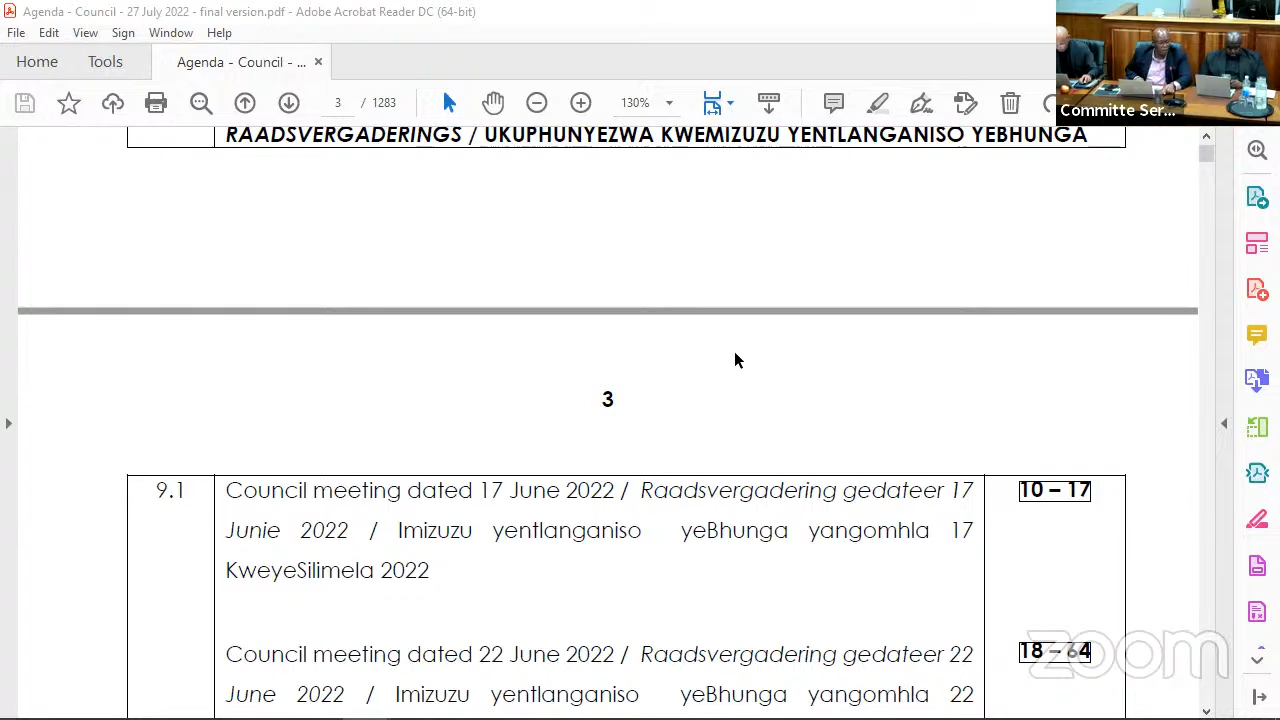 Agenda - Council - 27 July 2022 - final version.pdf - Adobe Acrobat Reader DC (64-bit)
File Edit View Sign Window Help
Home Tools Agenda - Council - ... ×
3 / 1283 130%
Committe Ser...
RAADSVERGADERINGS / UKUPHUNYEZWA KWEMIZUZU YENTLANGANISO YEBHUNGA
3
9.1 Council meeting dated 17 June 2022 / Raadsvergadering gedateer 17 10 – 17
Junie 2022 / Imizuzu yentlanganiso yeBhunga yangomhla 17
KweyeSilimela 2022
Council meeting dated 22 June 2022 / Raadsvergadering gedateer 22 18 – 64
June 2022 / Imizuzu yentlanganiso yeBhunga yangomhla 22
zoom